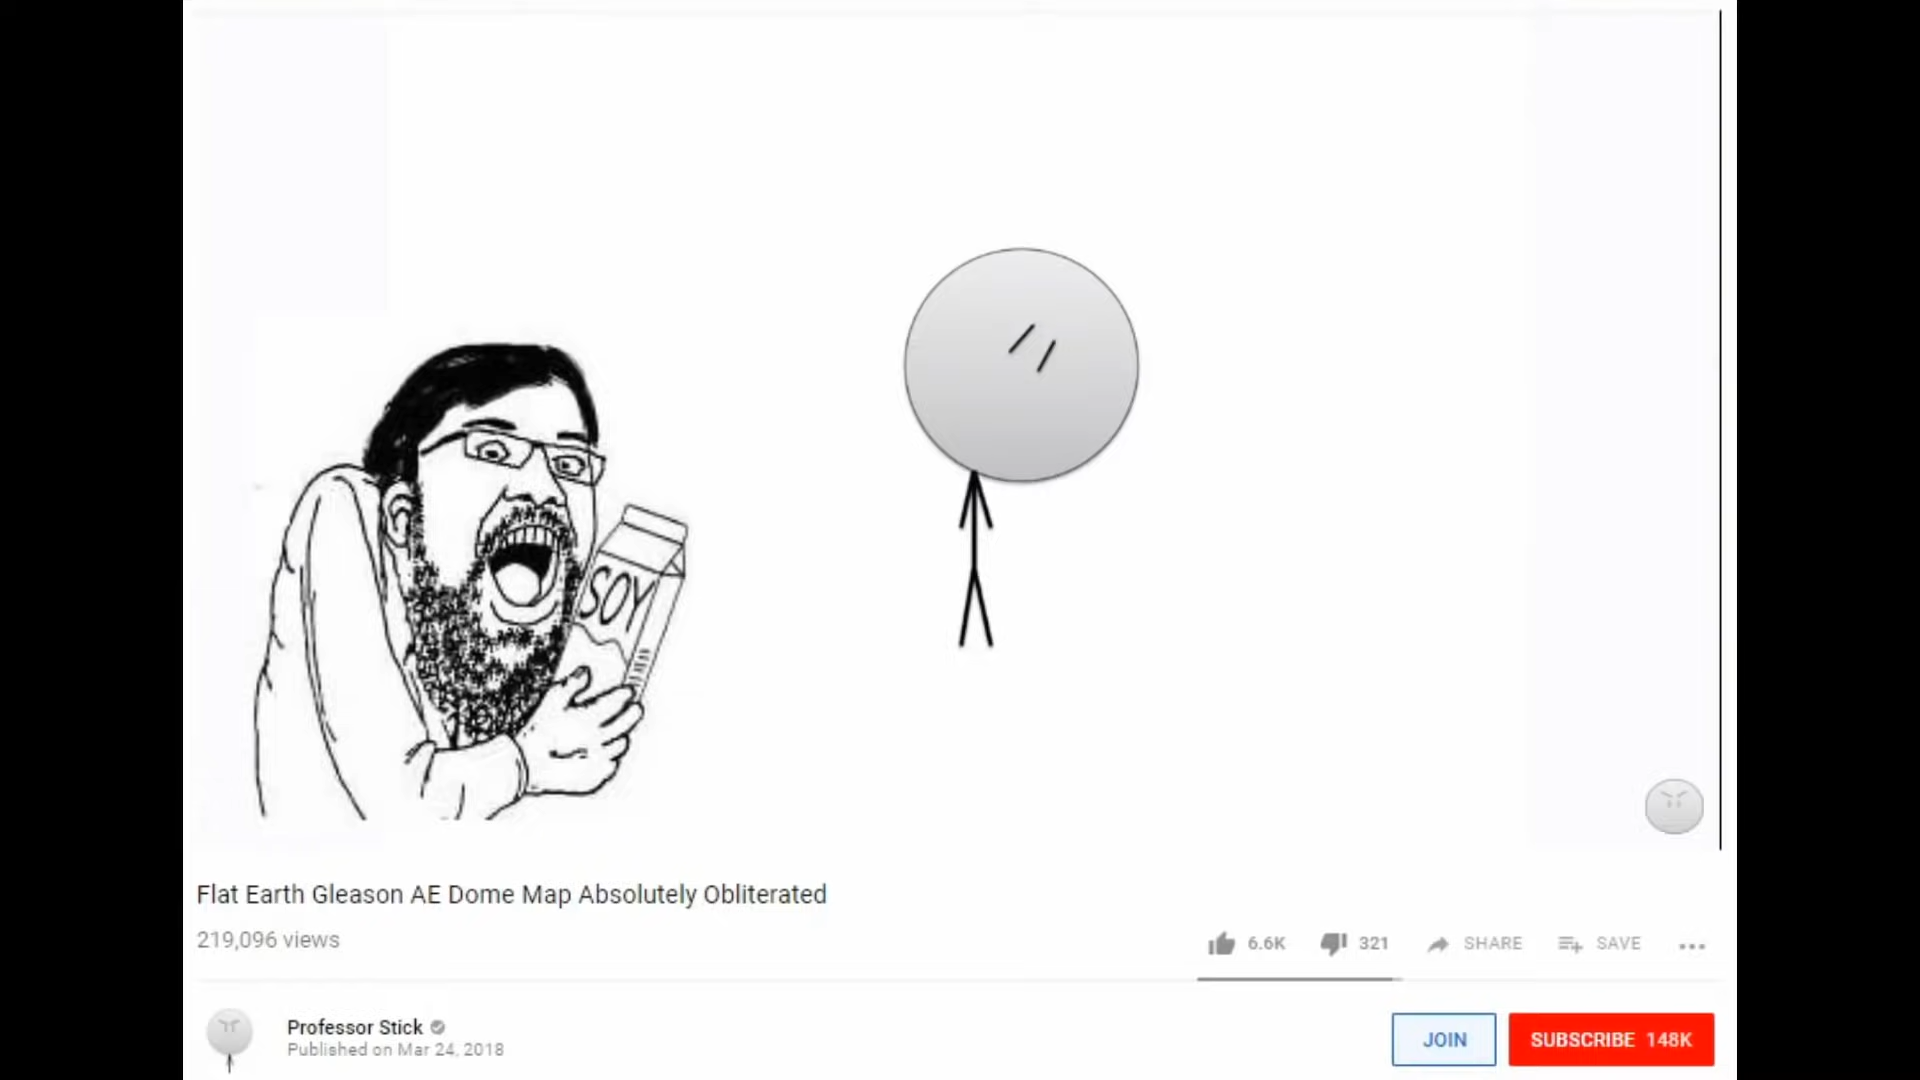 SOY
Flat Earth Gleason AE Dome Map Absolutely Obliterated
219,096 views
6.6K 321 SHARE SAVE
Professor Stick
Published on Mar 24, 2018
JOIN SUBSCRIBE 148K